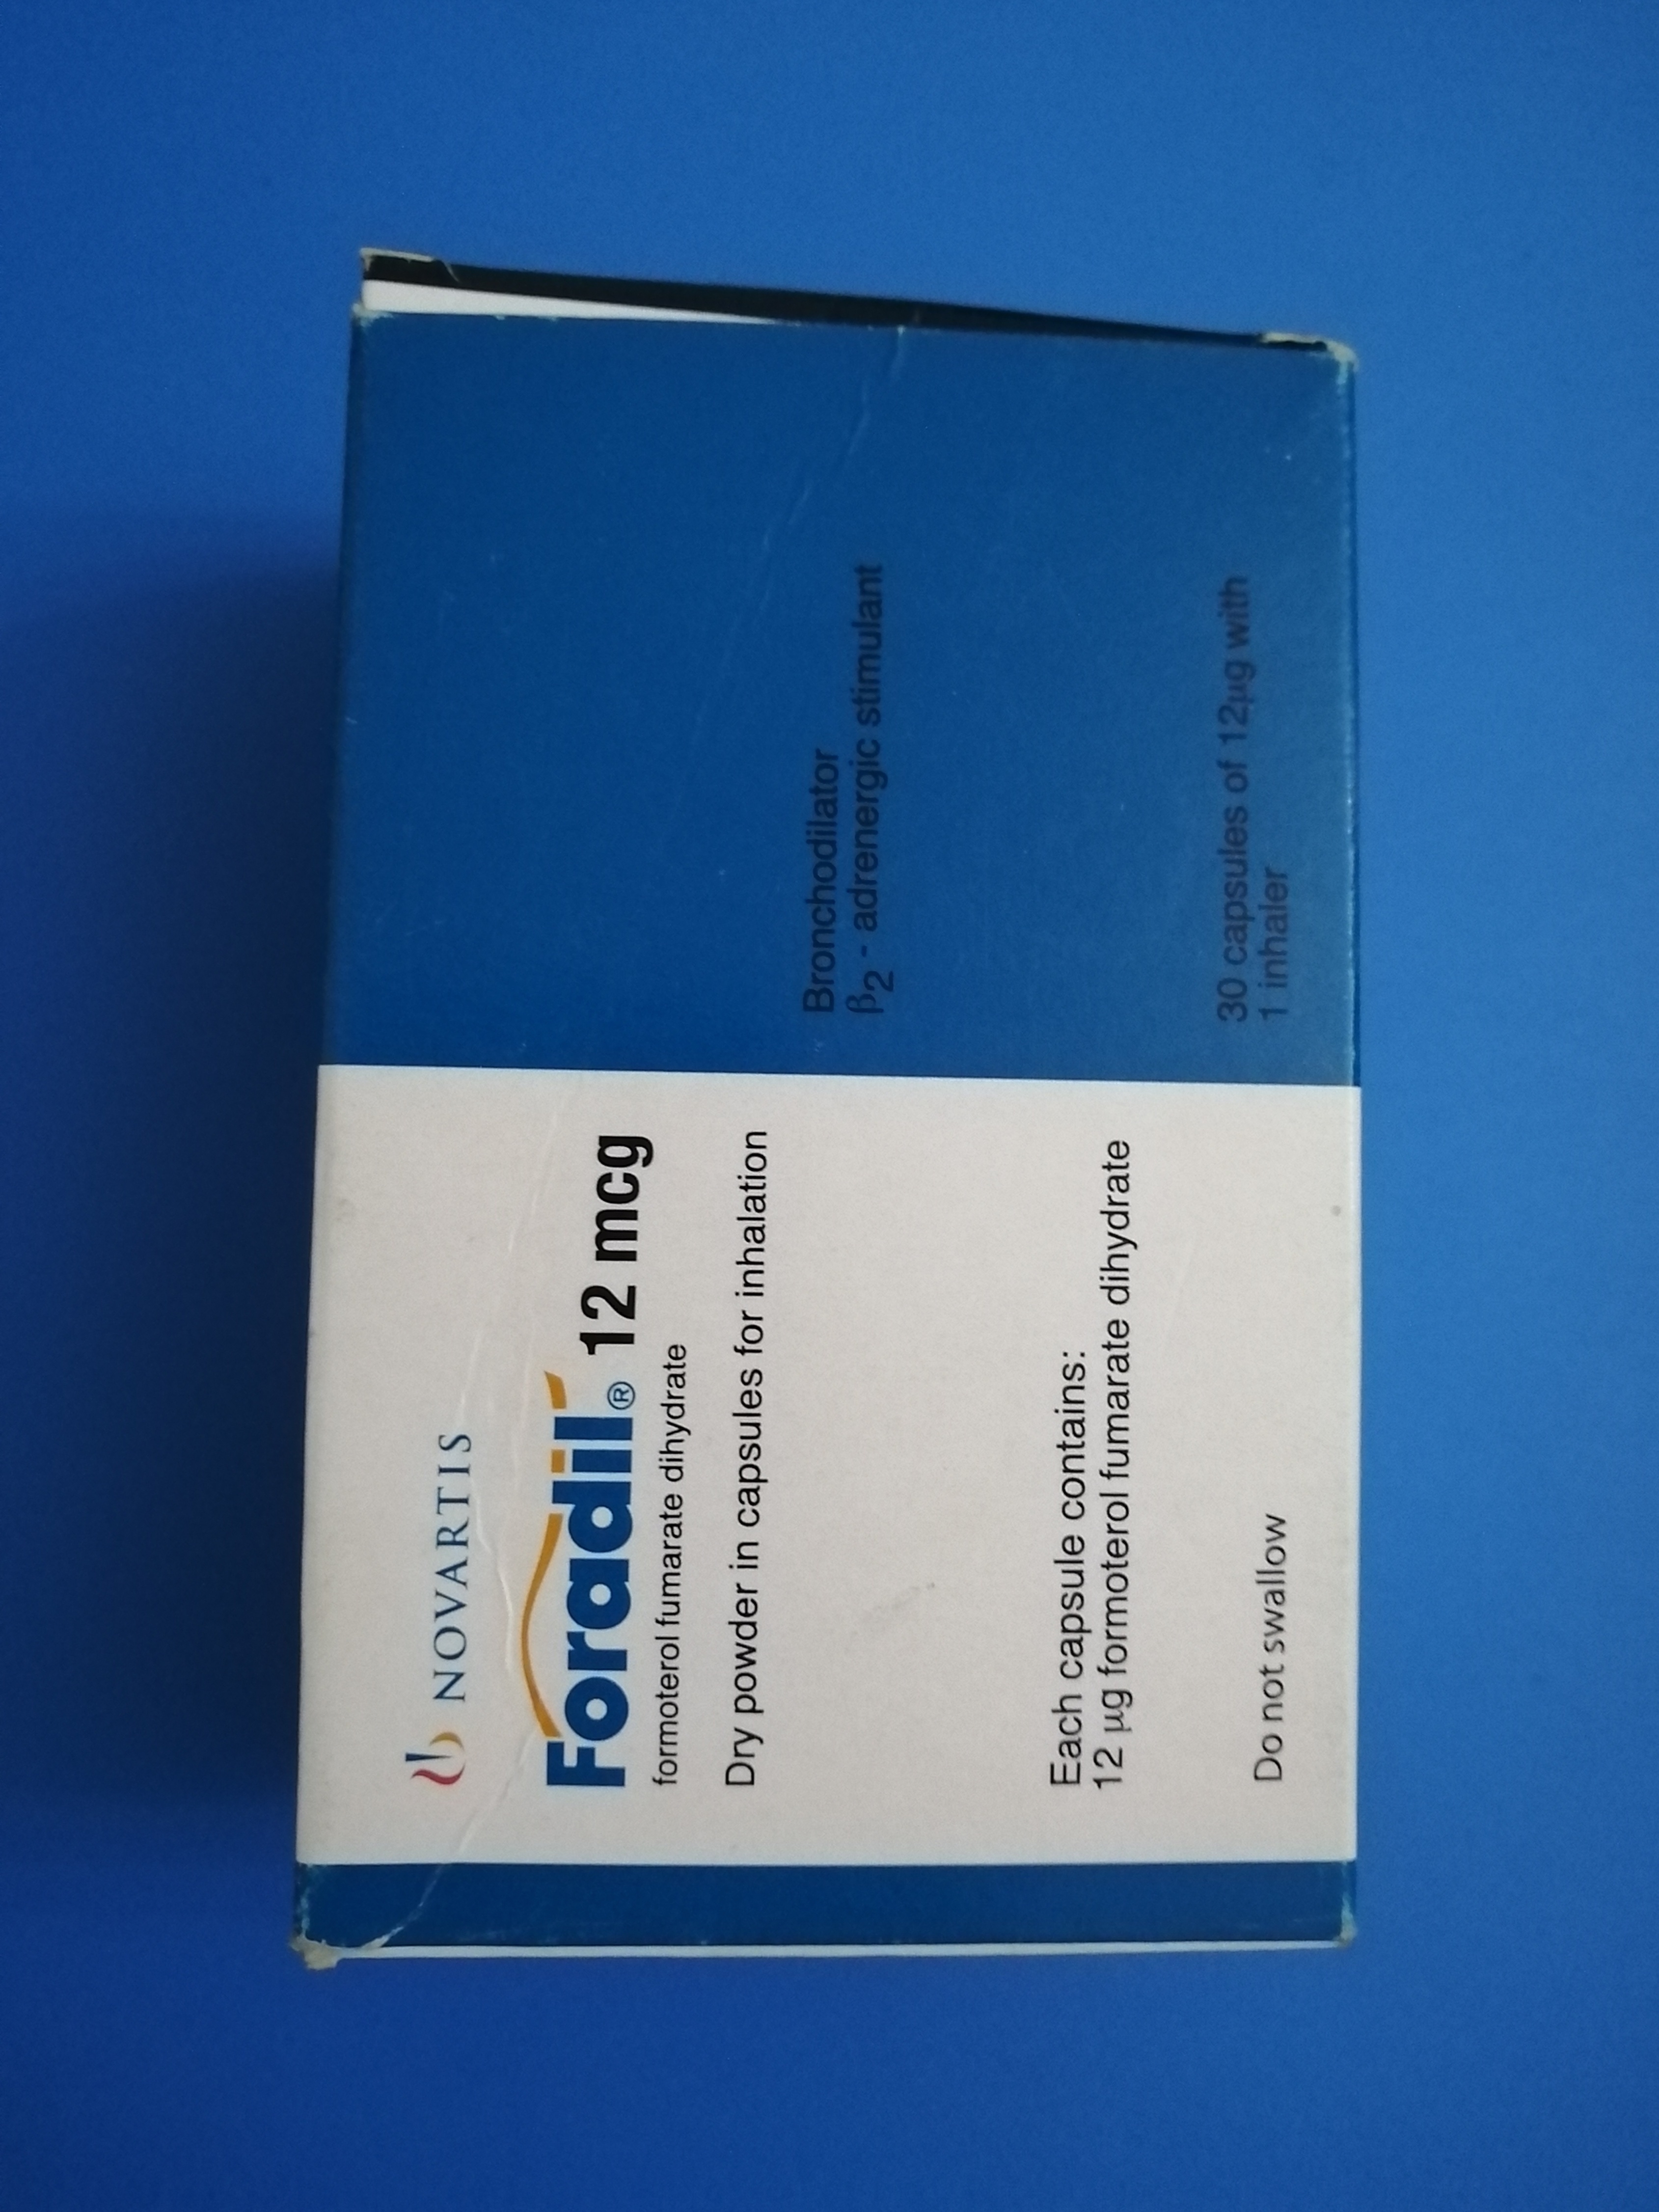 NOVARTIS
Foradil® 12 mcg
formoterol fumarate dihydrate
Dry powder in capsules for inhalation
Bronchodilator
β2 - adrenergic stimulant
Each capsule contains:
12 µg formoterol fumarate dihydrate
30 capsules of 12µg with
1 inhaler
Do not swallow